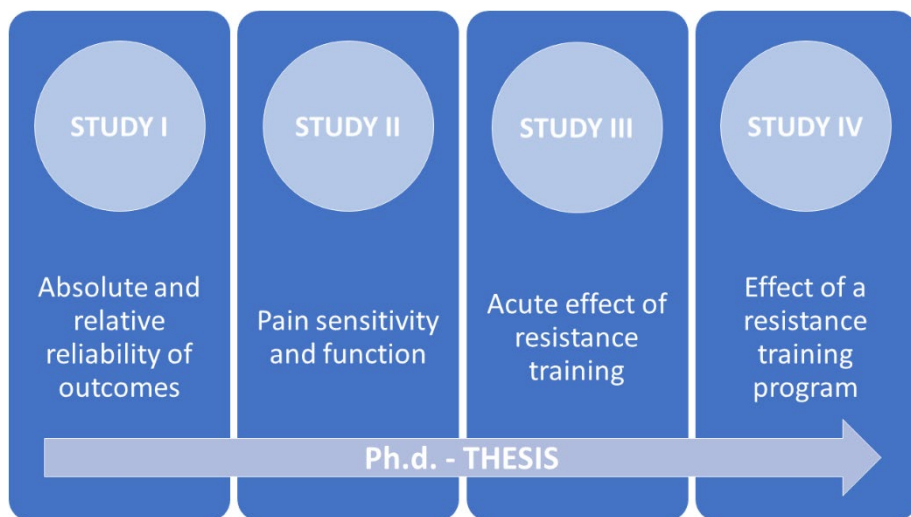 STUDY I
Absolute and
relative
reliability of
outcomes
STUDY II
Pain sensitivity
and function
STUDY III
Acute effect of
resistance
training
STUDY IV
Effect of a
resistance
training
program
Ph.d. - THESIS